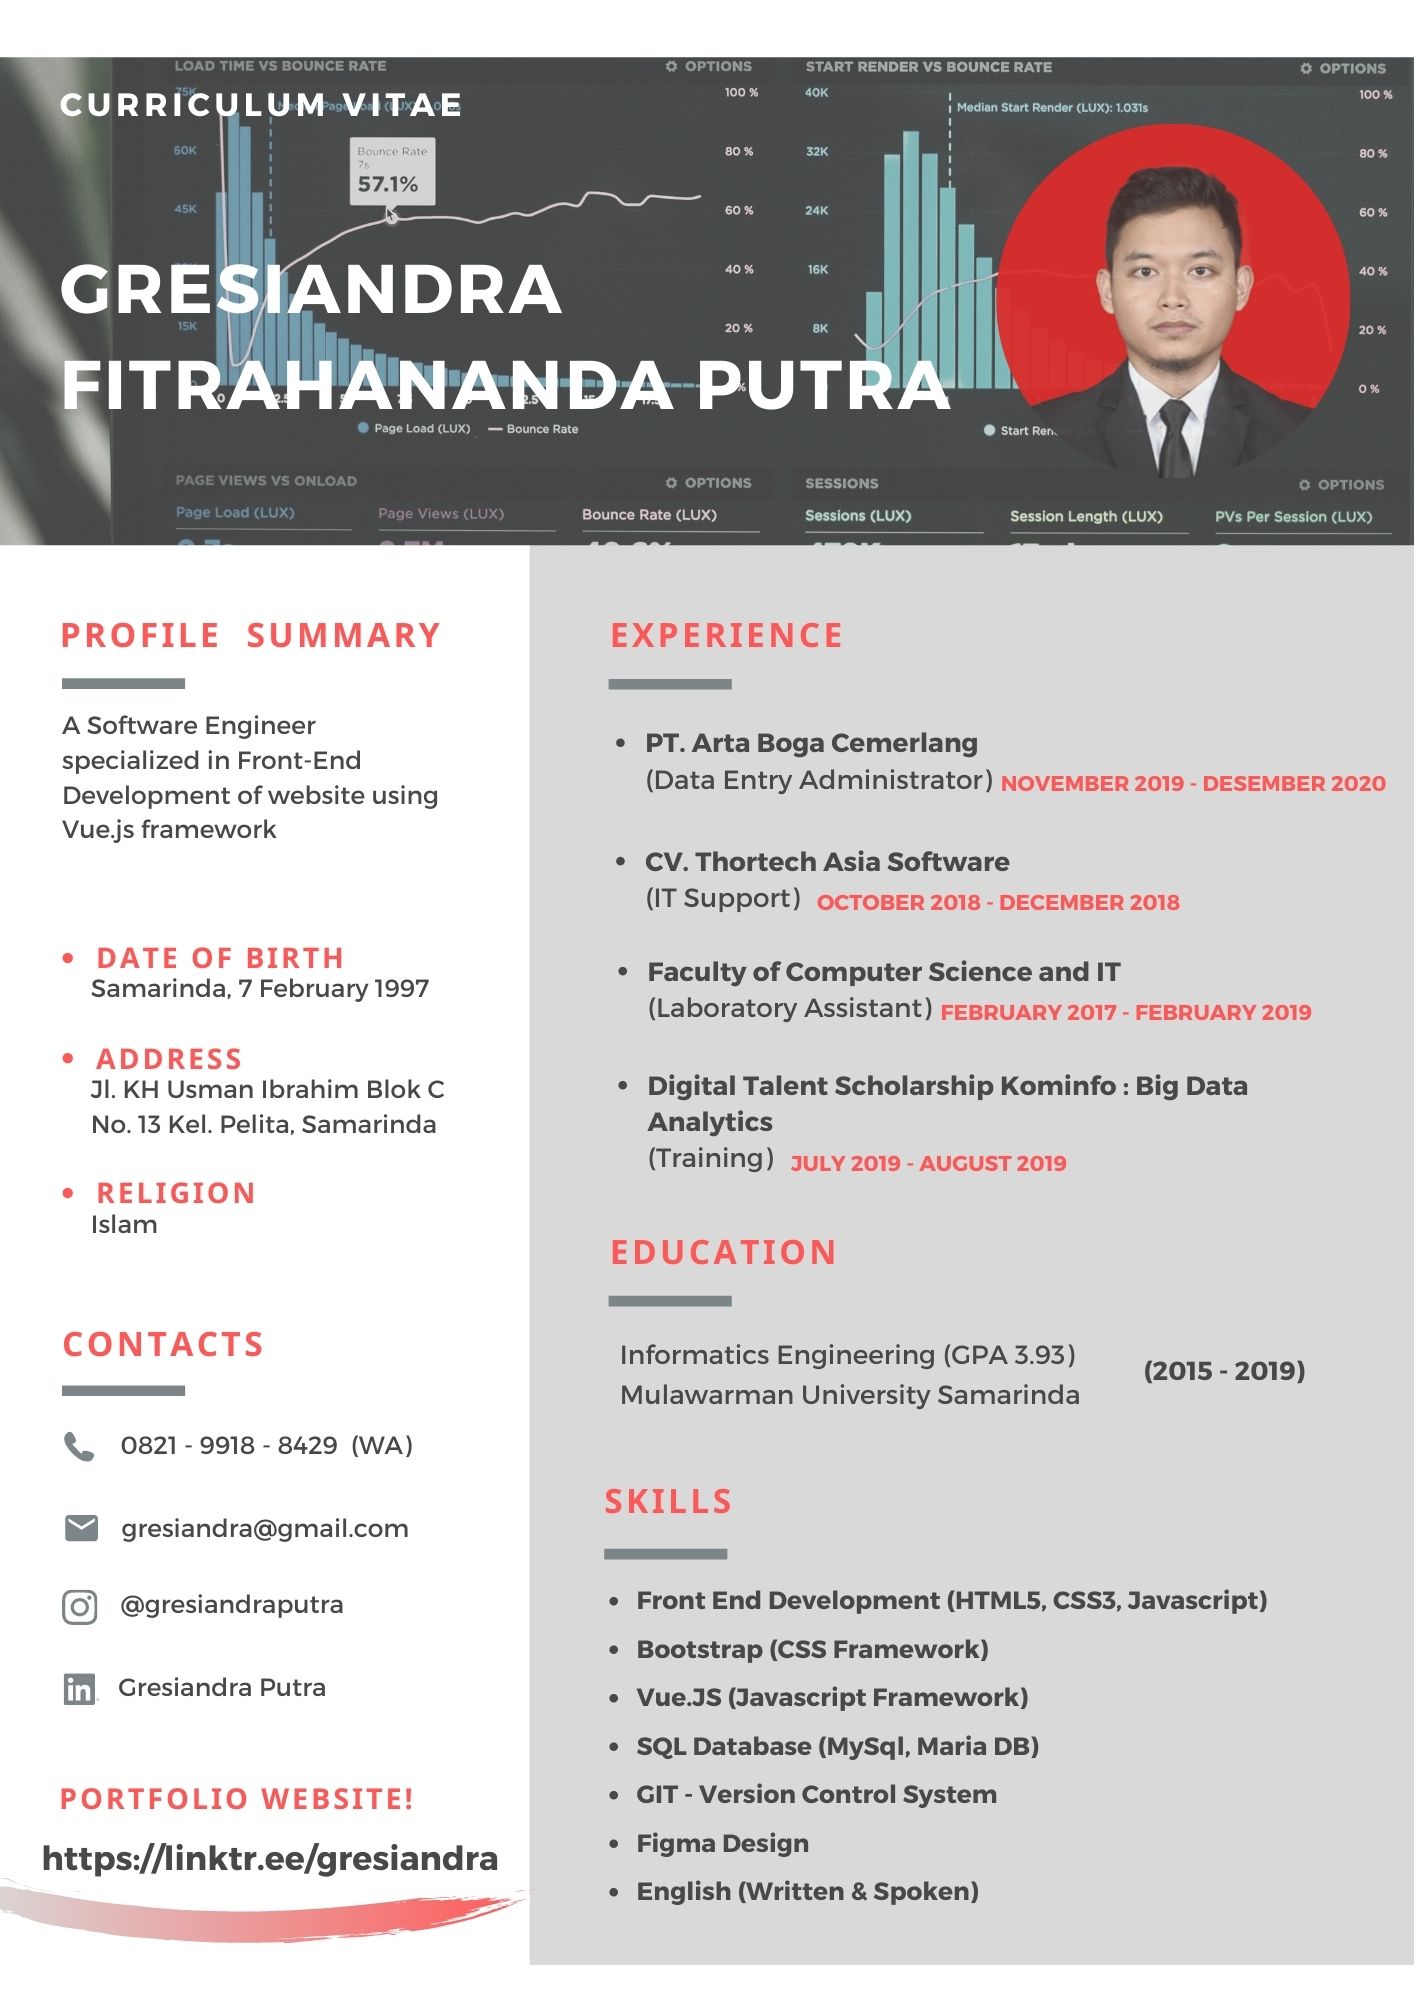 LOAD TIME VS BOUNCE RATE
OPTIONS
START RENDER VS BOUNCE RATE
OPTIONS
CURRICULUM VITAE
75K
100 %
40K
Median Start Render (LUX): 1.031s
100 %
60K
Bounce Rate
7s
57.1%
80 %
32K
80 %
45K
60 %
24K
60 %
40 %
16K
40 %
GRESIANDRA
15K
20 %
8K
20 %
FITRAHANANDA PUTRA
0 %
Page Load (LUX)
Bounce Rate
Start Ren
PAGE VIEWS VS ONLOAD
OPTIONS
SESSIONS
OPTIONS
Page Load (LUX)
Page Views (LUX)
Bounce Rate (LUX)
Sessions (LUX)
Session Length (LUX)
PVs Per Session (LUX)
PROFILE SUMMARY
A Software Engineer
specialized in Front-End
Development of website using
Vue.js framework
• DATE OF BIRTH
Samarinda, 7 February 1997
• ADDRESS
Jl. KH Usman Ibrahim Blok C
No. 13 Kel. Pelita, Samarinda
• RELIGION
Islam
CONTACTS
0821 - 9918 - 8429 (WA)
gresiandra@gmail.com
@gresiandraputra
in Gresiandra Putra
PORTFOLIO WEBSITE!
https://linktr.ee/gresiandra
EXPERIENCE
• PT. Arta Boga Cemerlang
(Data Entry Administrator) NOVEMBER 2019 - DESEMBER 2020
• CV. Thortech Asia Software
(IT Support) OCTOBER 2018 - DECEMBER 2018
• Faculty of Computer Science and IT
(Laboratory Assistant) FEBRUARY 2017 - FEBRUARY 2019
• Digital Talent Scholarship Kominfo : Big Data
Analytics
(Training) JULY 2019 - AUGUST 2019
EDUCATION
Informatics Engineering (GPA 3.93)
Mulawarman University Samarinda
(2015 - 2019)
SKILLS
• Front End Development (HTML5, CSS3, Javascript)
• Bootstrap (CSS Framework)
• Vue.JS (Javascript Framework)
• SQL Database (MySql, Maria DB)
• GIT - Version Control System
• Figma Design
• English (Written & Spoken)